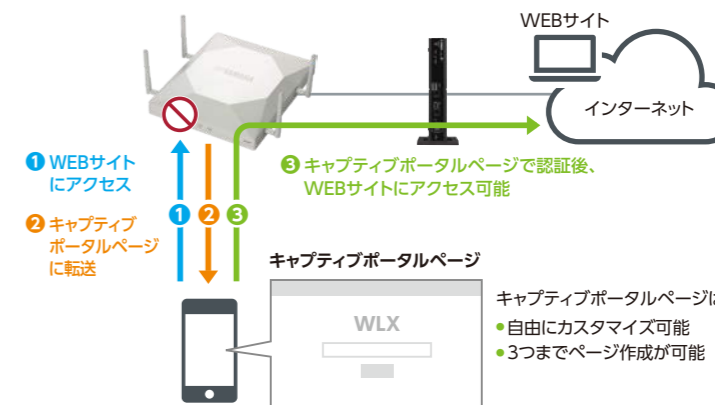 WEBサイト
インターネット
❶ WEBサイト
にアクセス
❷ キャプティブ
ポータルページ
に転送
❸ キャプティブポータルページで認証後、
WEBサイトにアクセス可能
❶ ❷ ❸
キャプティブポータルページ
WLX
キャプティブポータルページは
•自由にカスタマイズ可能
•3つまでページ作成が可能